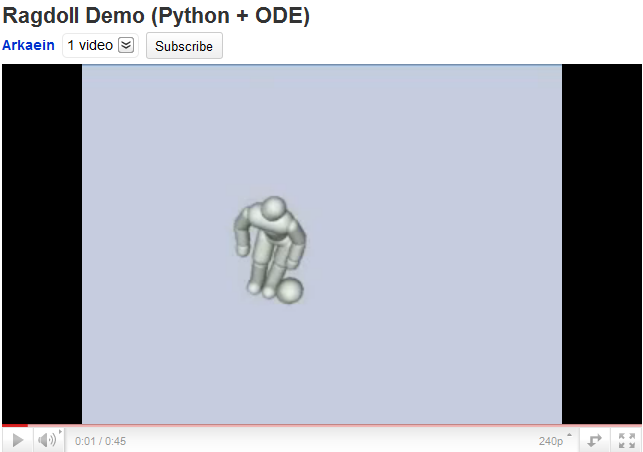 Ragdoll Demo (Python + ODE)
Arkaein 1 video Subscribe
0:01 / 0:45 240p